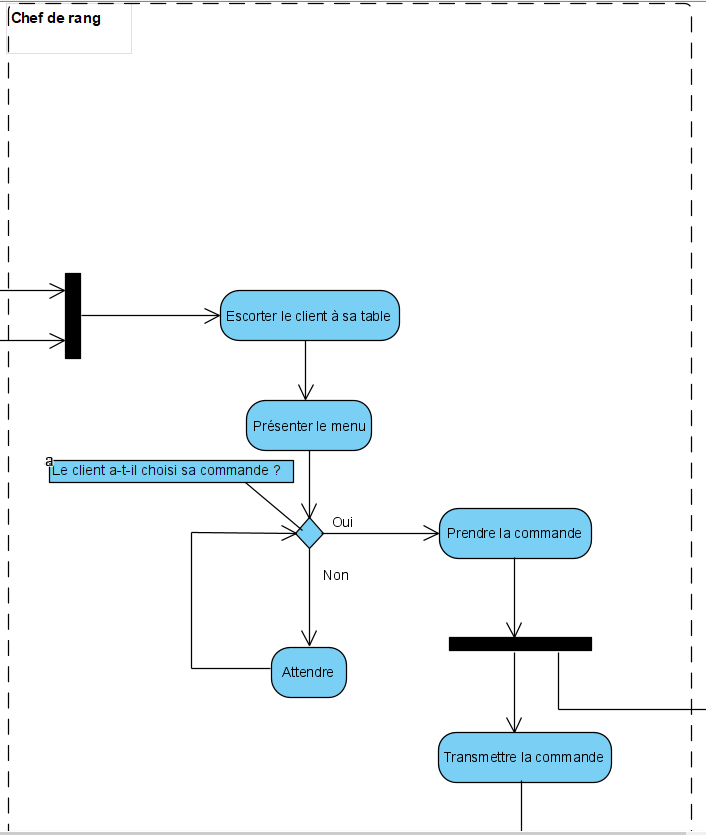 Chef de rang
Escorter le client à sa table
Présenter le menu
a
Le client a-t-il choisi sa commande ?
Oui
Prendre la commande
Non
Attendre
Transmettre la commande